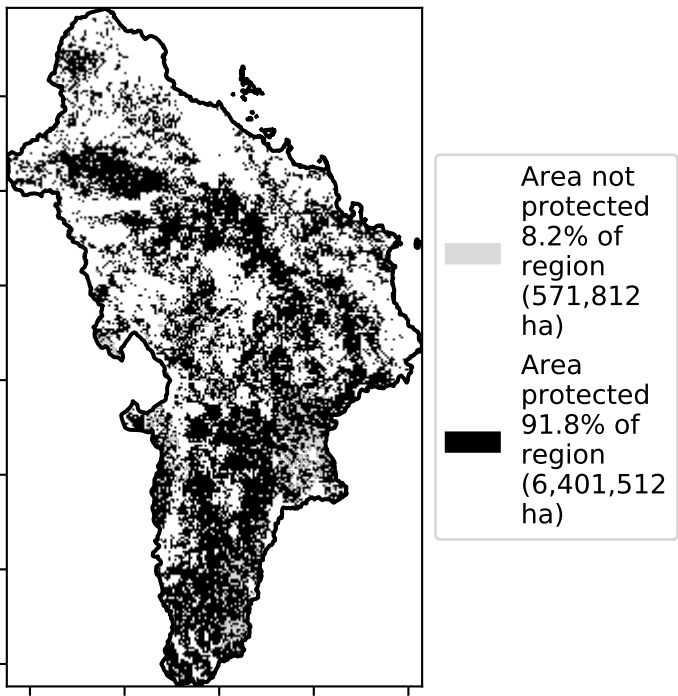 Area not
protected
8.2% of
region
(571,812
ha)
Area
protected
91.8% of
region
(6,401,512
ha)